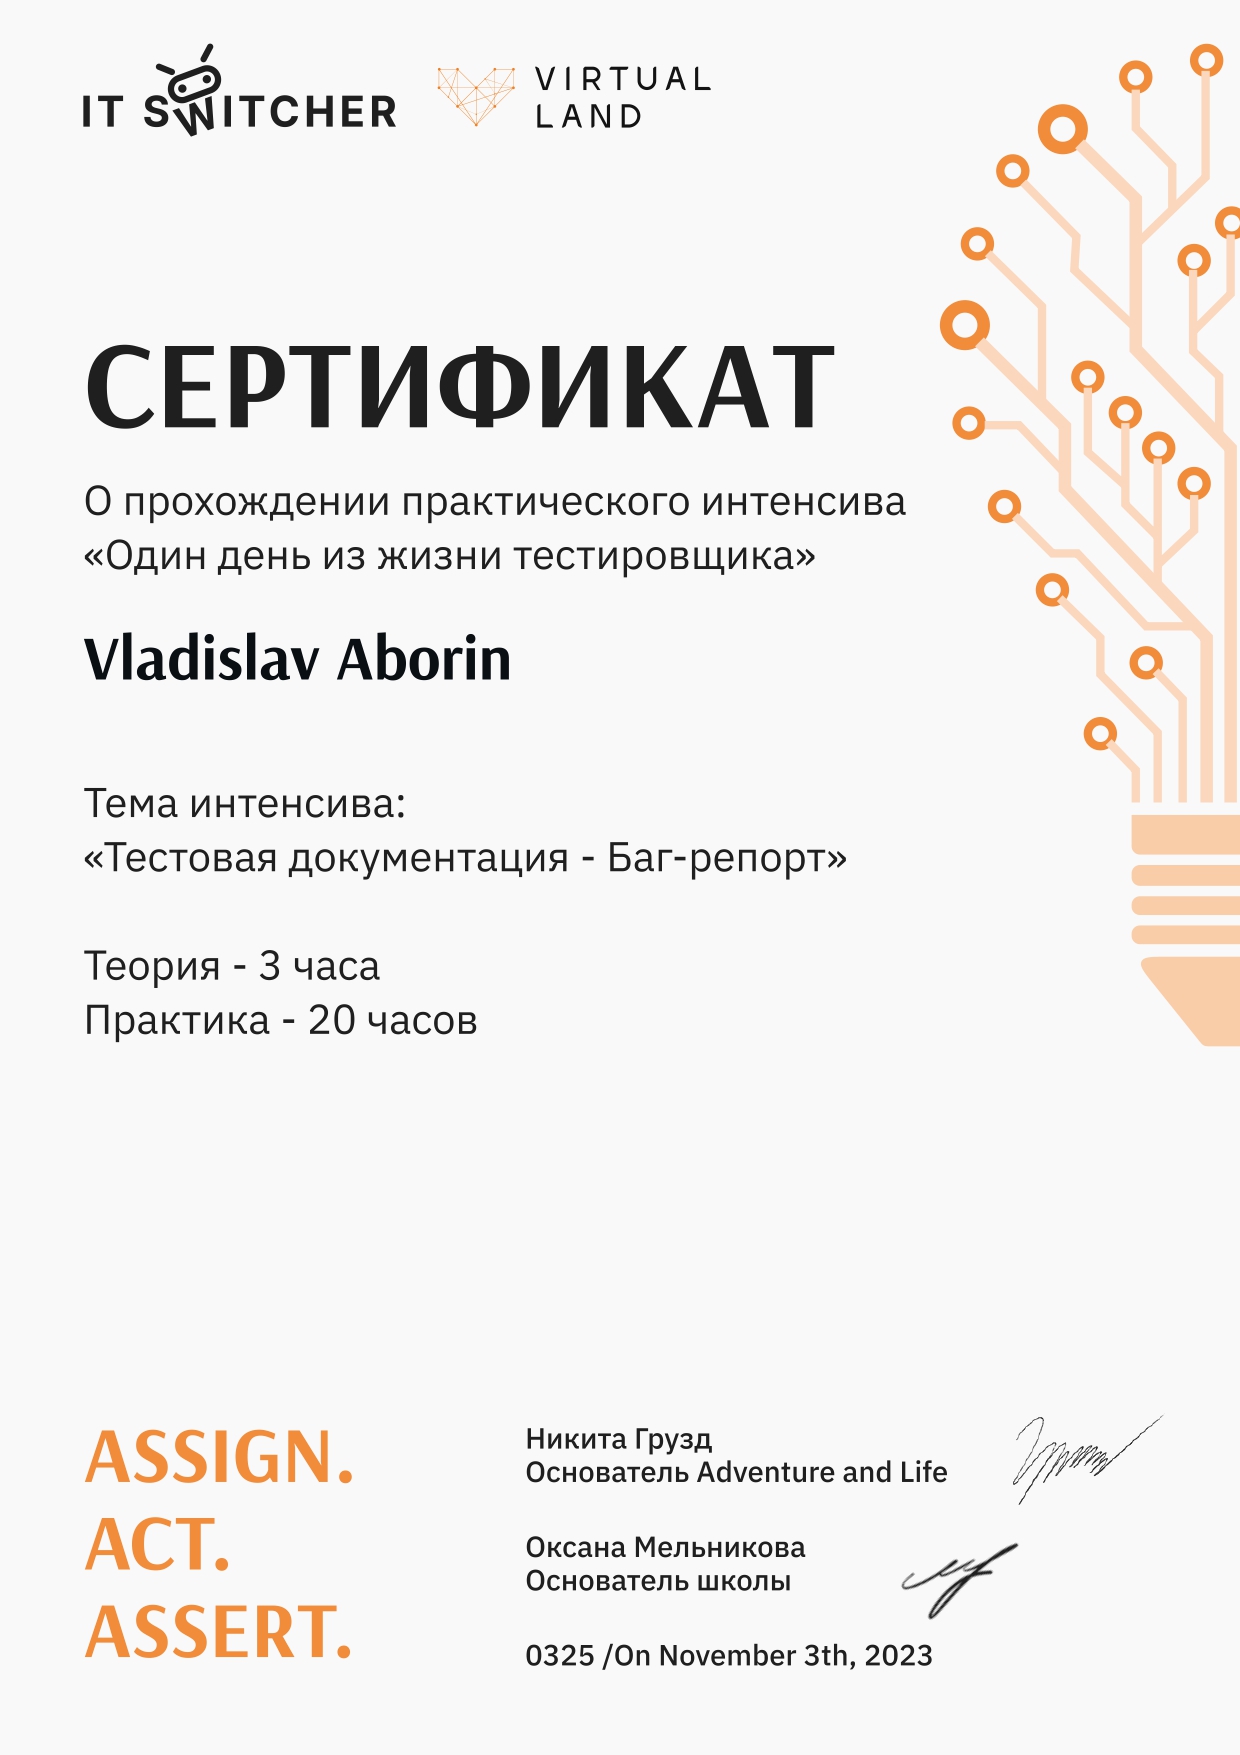 IT SWITCHER
VIRTUAL
LAND
СЕРТИФИКАТ
О прохождении практического интенсива
«Один день из жизни тестировщика»
Vladislav Aborin
Тема интенсива:
«Тестовая документация - Баг-репорт»
Теория - 3 часа
Практика - 20 часов
ASSIGN.
ACT.
ASSERT.
Никита Грузд
Основатель Adventure and Life
Оксана Мельникова
Основатель школы
0325 /On November 3th, 2023